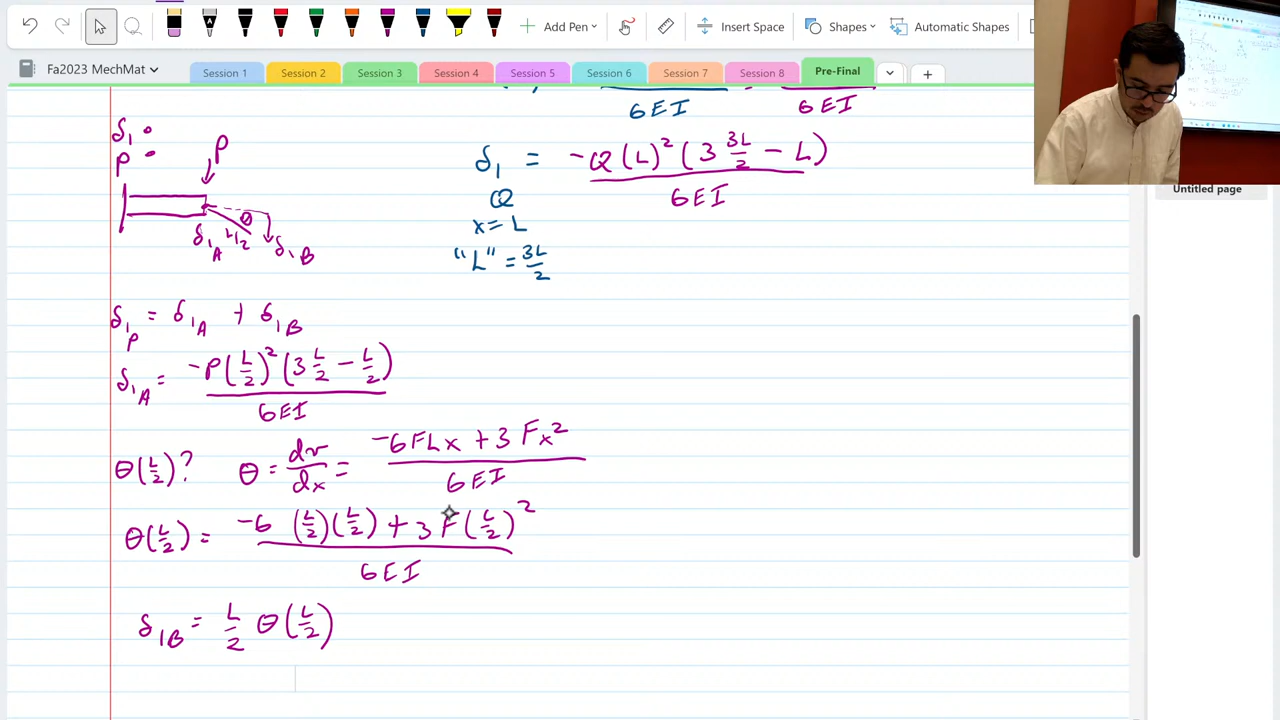 Add Pen
Insert Space
Shapes
Automatic Shapes
Fa2023 MechMat
Session 1
Session 2
Session 3
Session 4
Session 5
Session 6
Session 7
Session 8
Pre-Final
Untitled page
6EI
6EI
δ₁ = -Q(L)²(3 3L/2 - L) / 6EI
Q
x = L
"L" = 3L/2
δ₁
P
P
θ
L/2
δ₁A
δ₁B
δ₁P = δ₁A + δ₁B
δ₁A = -P(L/2)²(3 L/2 - L/2) / 6EI
θ(L/2)? θ = dv/dx = -6FLx + 3Fx² / 6EI
θ(L/2) = -6 (L/2)(L/2) + 3F(L/2)² / 6EI
δ₁B = L/2 θ(L/2)